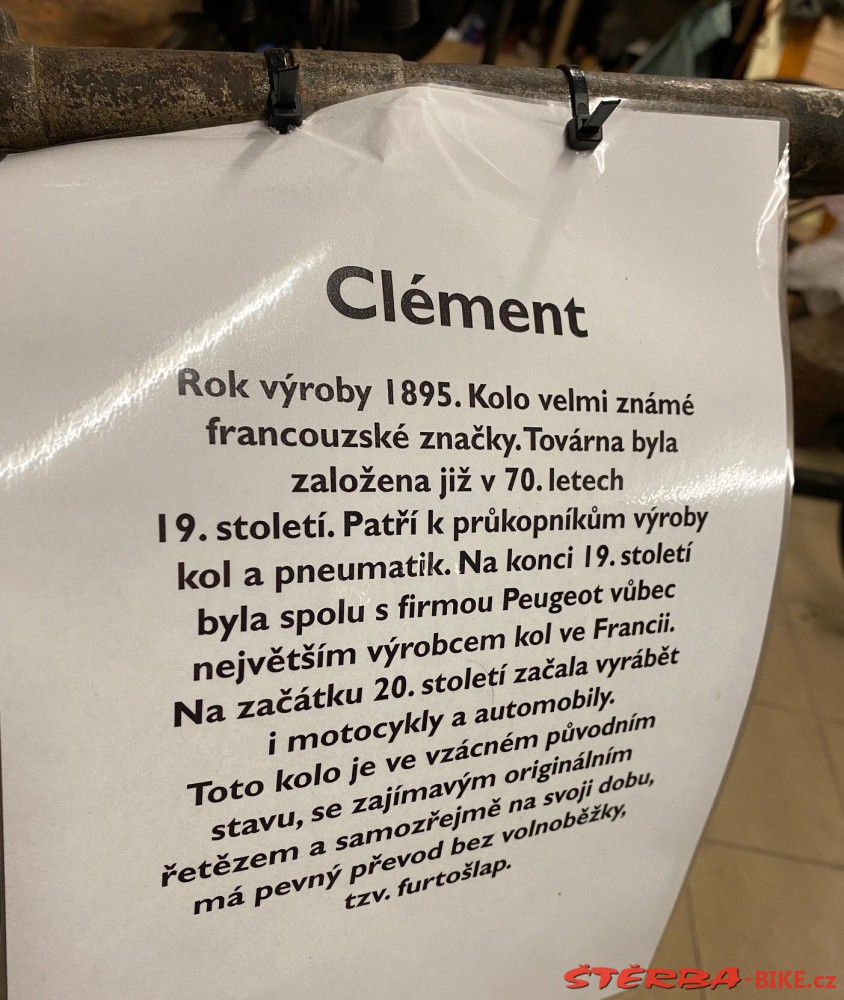 Clément
Rok výroby 1895. Kolo velmi známé
francouzské značky. Továrna byla
založena již v 70. letech
19. století. Patří k průkopníkům výroby
kol a pneumatik. Na konci 19. století
byla spolu s firmou Peugeot vůbec
největším výrobcem kol ve Francii.
Na začátku 20. století začala vyrábět
i motocykly a automobily.
Toto kolo je ve vzácném původním
stavu, se zajímavým originálním
řetězem a samozřejmě na svoji dobu,
má pevný převod bez volnoběžky,
tzv. furtošlap.
ŠTĚRBA-BIKE.cz